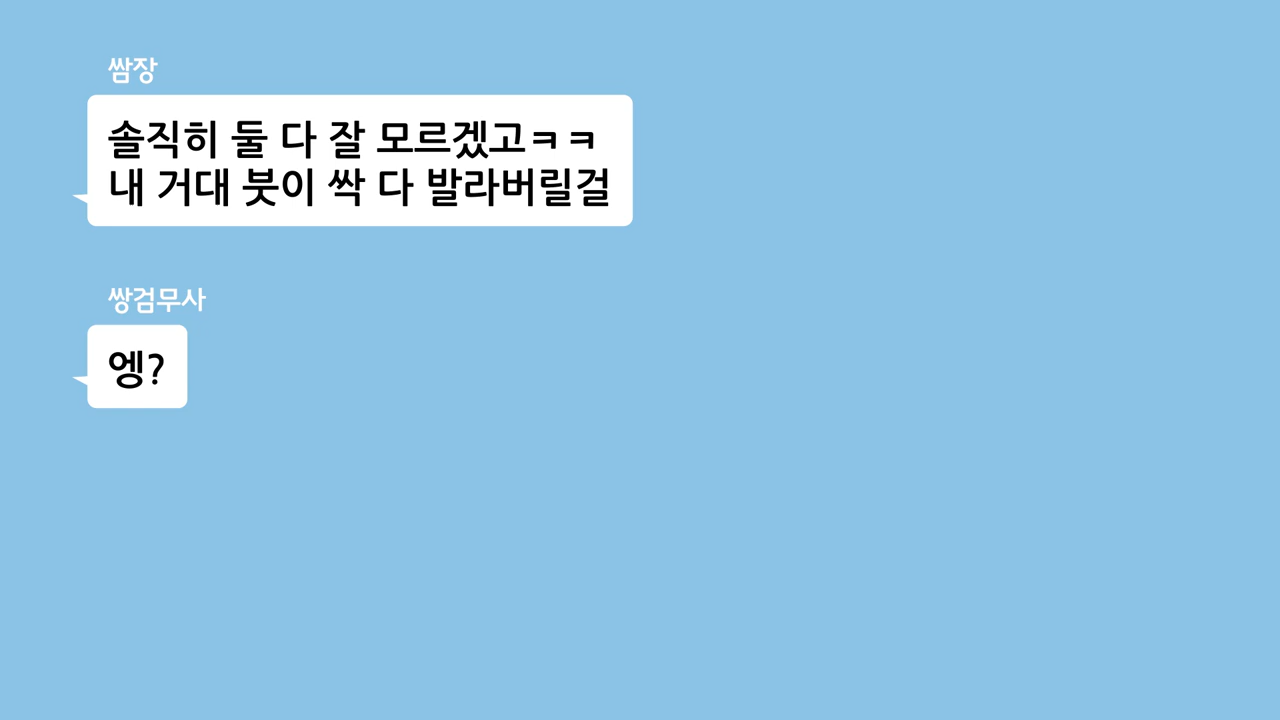 쌈장
솔직히 둘 다 잘 모르겠고ㅋㅋ
내 거대 붓이 싹 다 발라버릴걸
쌍검무사
엥?